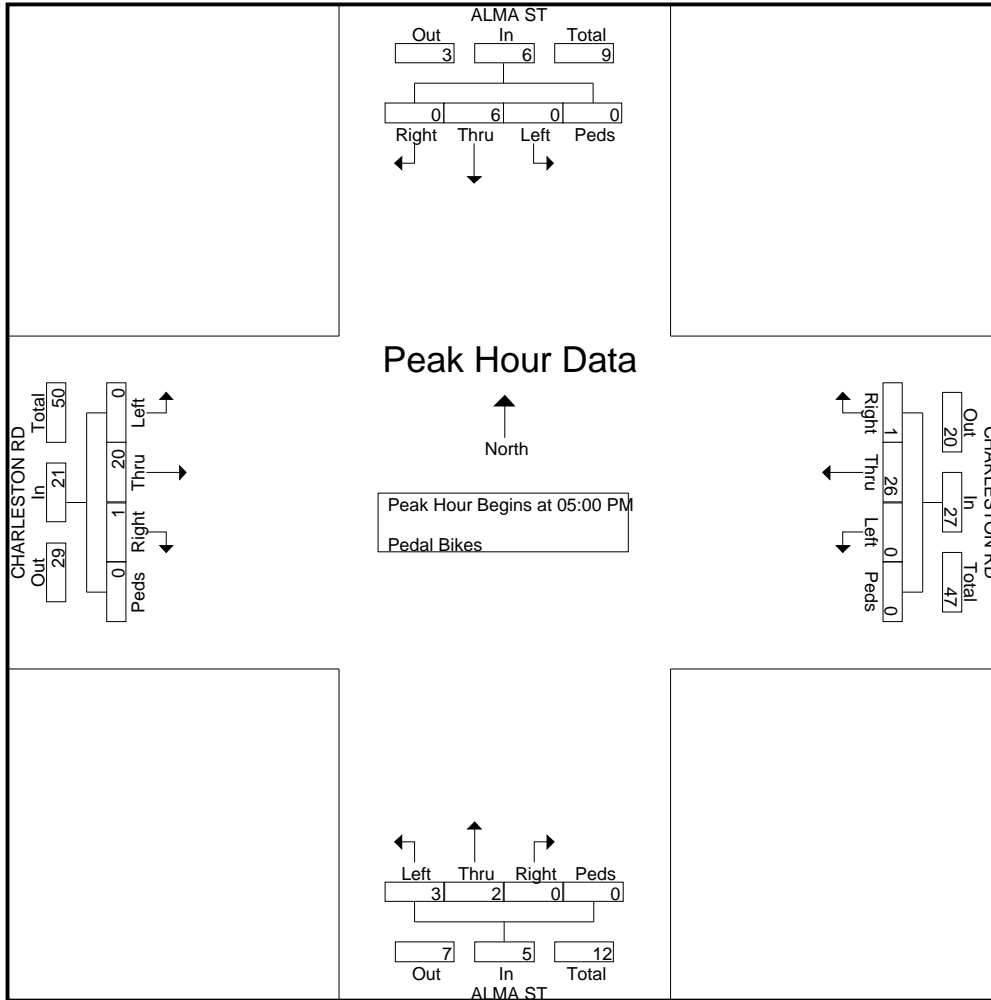 ALMA ST
Out In Total
3 6 9
0 6 0 0
Right Thru Left Peds
Peak Hour Data
North
Peak Hour Begins at 05:00 PM
Pedal Bikes
CHARLESTON RD
Out In Total
29 21 50
Left Thru Right Peds
0 20 1 0
CHARLESTON RD
Out In Total
20 27 47
1 26 0 0
Right Thru Left Peds
Left Thru Right Peds
3 2 0 0
7 5 12
Out In Total
ALMA ST